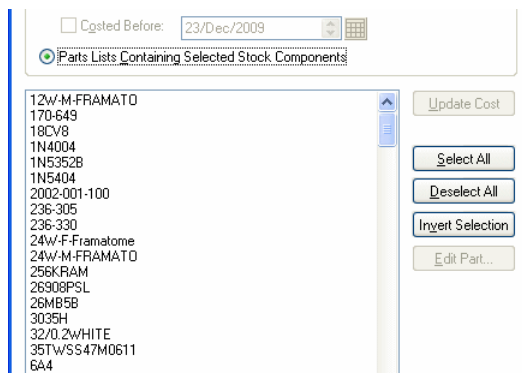 Costed Before: 23/Dec/2009
Parts Lists Containing Selected Stock Components
12W-M-FRAMATO
170-649
18CV8
1N4004
1N5352B
1N5404
2002-001-100
236-305
236-330
24W-F-Framatome
24W-M-FRAMATO
256KRAM
26908PSL
26MB5B
3035H
32/0.2WHITE
35TWSS47M0611
6A4
Update Cost
Select All
Deselect All
Invert Selection
Edit Part...